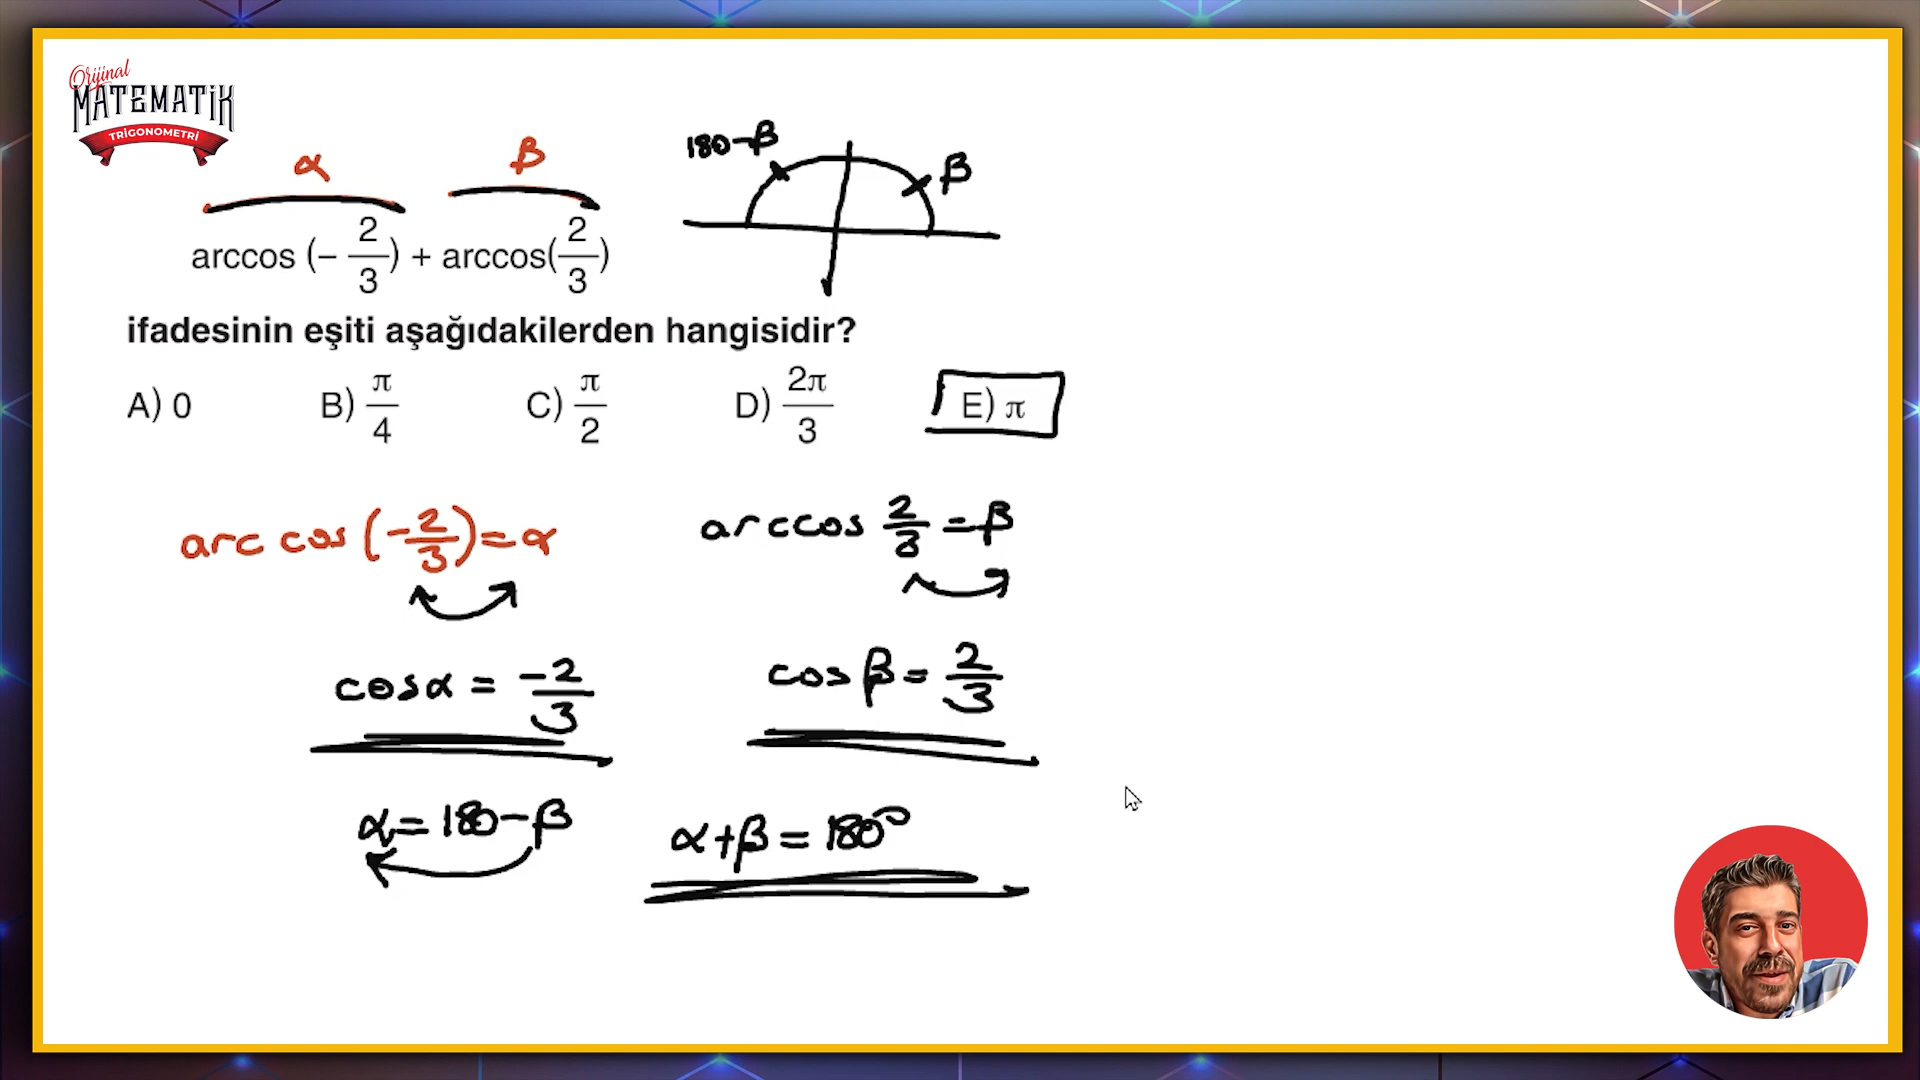 Orijinal
MATEMATİK
TRİGONOMETRİ
α β
180-β β
arccos (− 2/3) + arccos(2/3)
ifadesinin eşiti aşağıdakilerden hangisidir?
A) 0 B) π/4 C) π/2 D) 2π/3 E) π
arc cos (-2/3) = α arccos 2/3 = β
cosα = -2/3 cosβ = 2/3
α = 180-β α+β = 180°